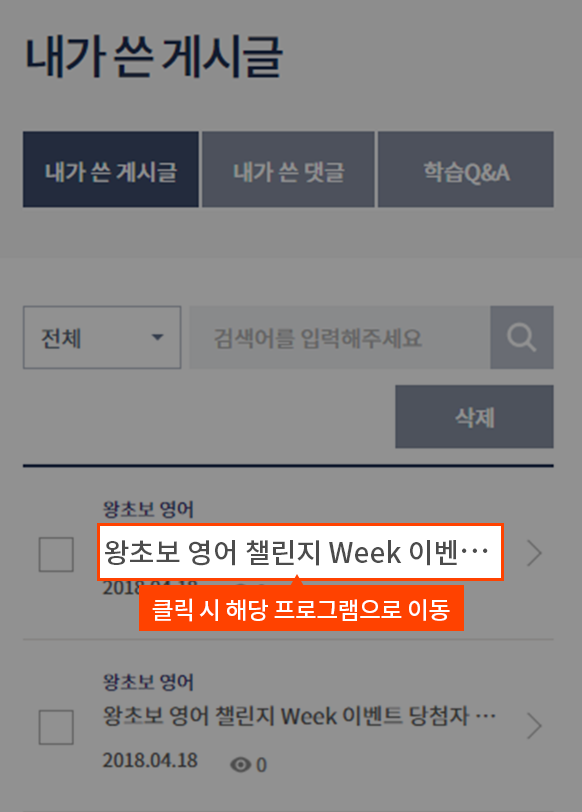 내가 쓴 게시글
내가 쓴 게시글 내가 쓴 댓글 학습Q&A
전체 검색어를 입력해주세요
삭제
왕초보 영어
왕초보 영어 챌린지 Week 이벤…
2018.04.18
클릭 시 해당 프로그램으로 이동
왕초보 영어
왕초보 영어 챌린지 Week 이벤트 당첨자 …
2018.04.18 0